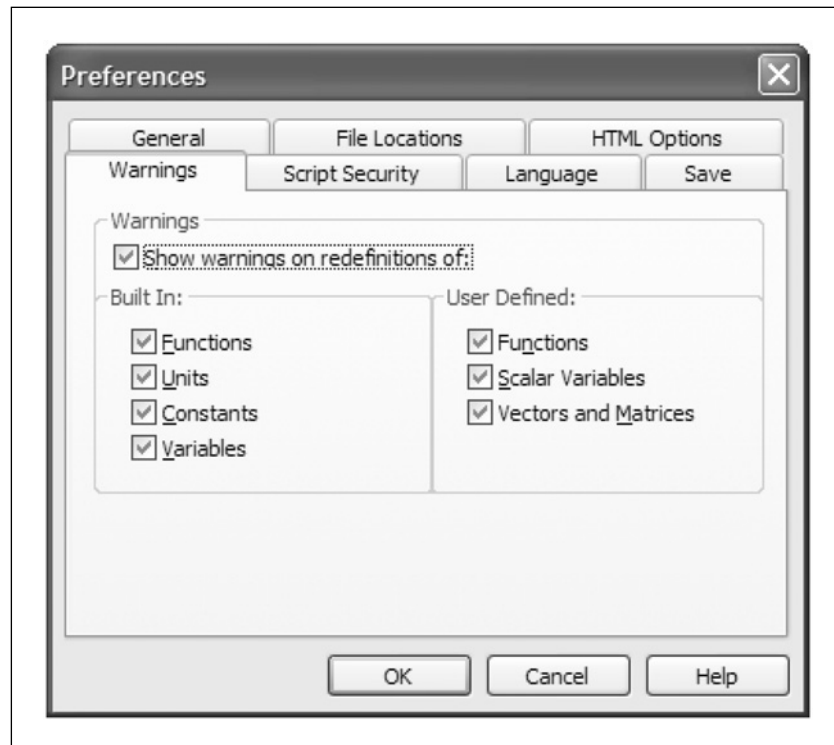 Preferences
General File Locations HTML Options
Warnings Script Security Language Save
Warnings
Show warnings on redefinitions of:
Built In: User Defined:
Functions Functions
Units Scalar Variables
Constants Vectors and Matrices
Variables
OK Cancel Help